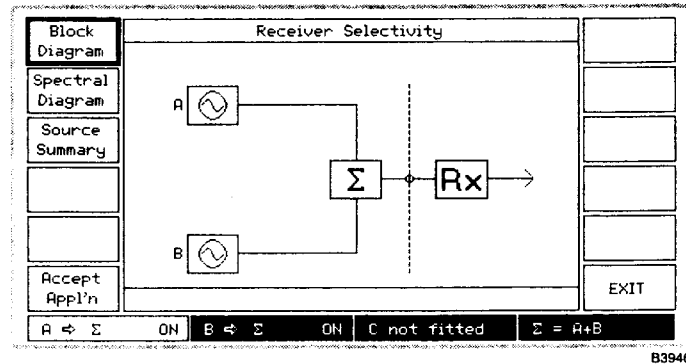 Receiver Selectivity
Block
Diagram
Spectral
Diagram
Source
Summary
Accept
Appl'n
A
Σ
Rx
B
EXIT
A ⇨ Σ ON
B ⇨ Σ ON
C not fitted
Σ = A+B
B3946